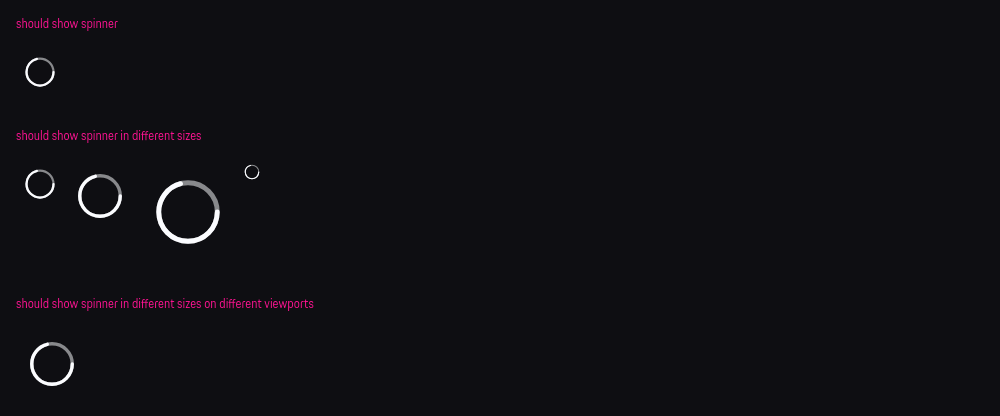 should show spinner
should show spinner in different sizes
should show spinner in different sizes on different viewports